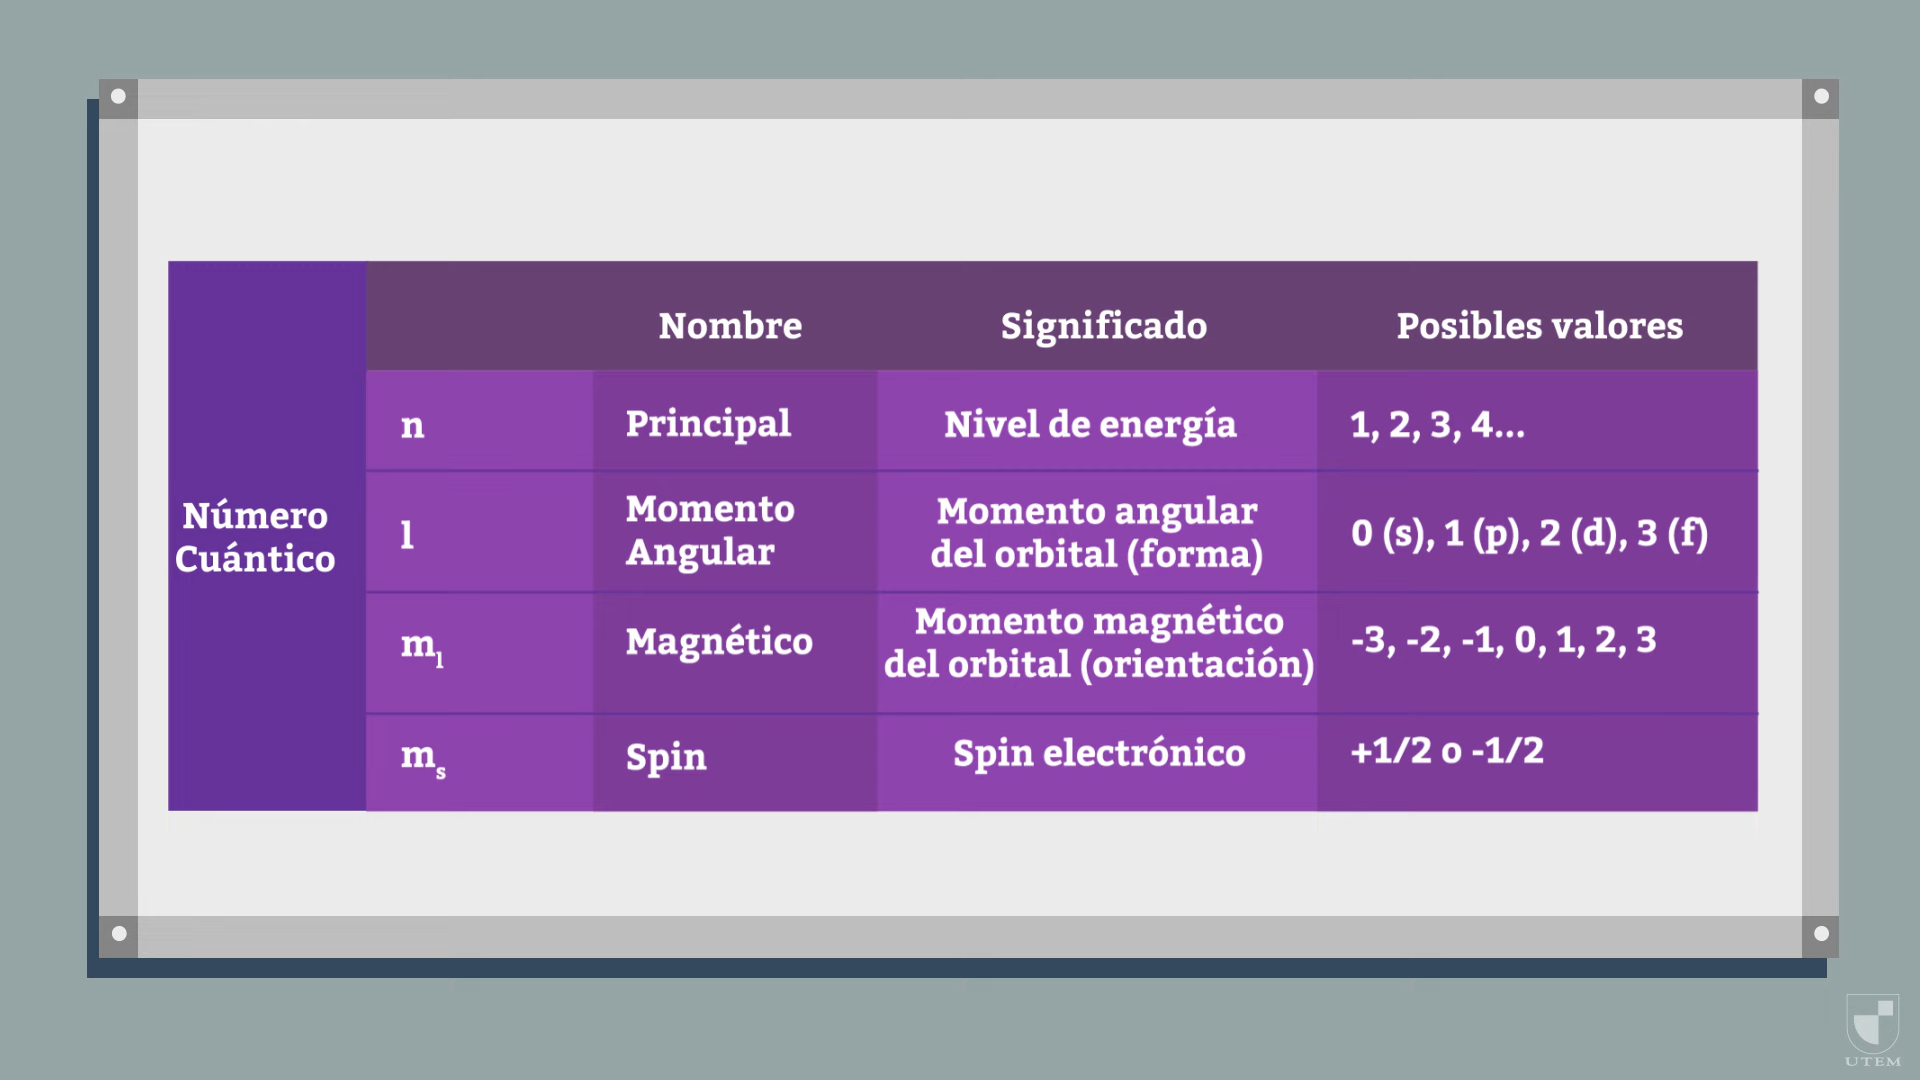 Nombre Significado Posibles valores
Número
Cuántico
n Principal Nivel de energía 1, 2, 3, 4...
l Momento
Angular Momento angular
del orbital (forma) 0 (s), 1 (p), 2 (d), 3 (f)
ml Magnético Momento magnético
del orbital (orientación) -3, -2, -1, 0, 1, 2, 3
ms Spin Spin electrónico +1/2 o -1/2
UTEM